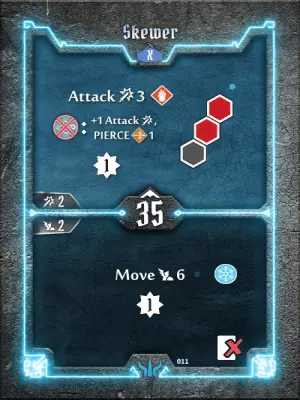 Skewer
X
Attack 3
+1 Attack,
PIERCE 1
1
2
35
2
Move 6
1
011